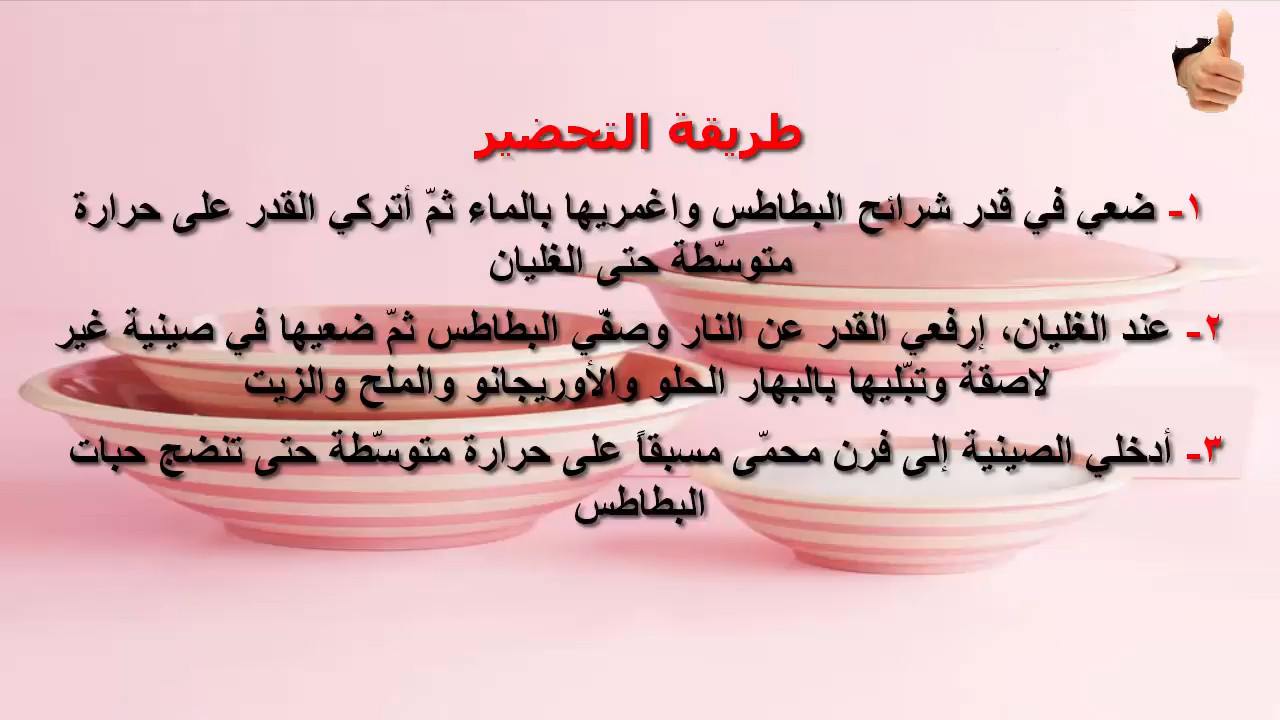 طريقة التحضير
١- ضعي في قدر شرائح البطاطس واغمريها بالماء ثمّ أتركي القدر على حرارة
متوسّطة حتى الغليان
٢- عند الغليان، إرفعي القدر عن النار وصفّي البطاطس ثمّ ضعيها في صينية غير
لاصقة وتبّليها بالبهار الحلو والأوريجانو والملح والزيت
٣- أدخلي الصينية إلى فرن محمّى مسبقاً على حرارة متوسّطة حتى تنضج حبات
البطاطس